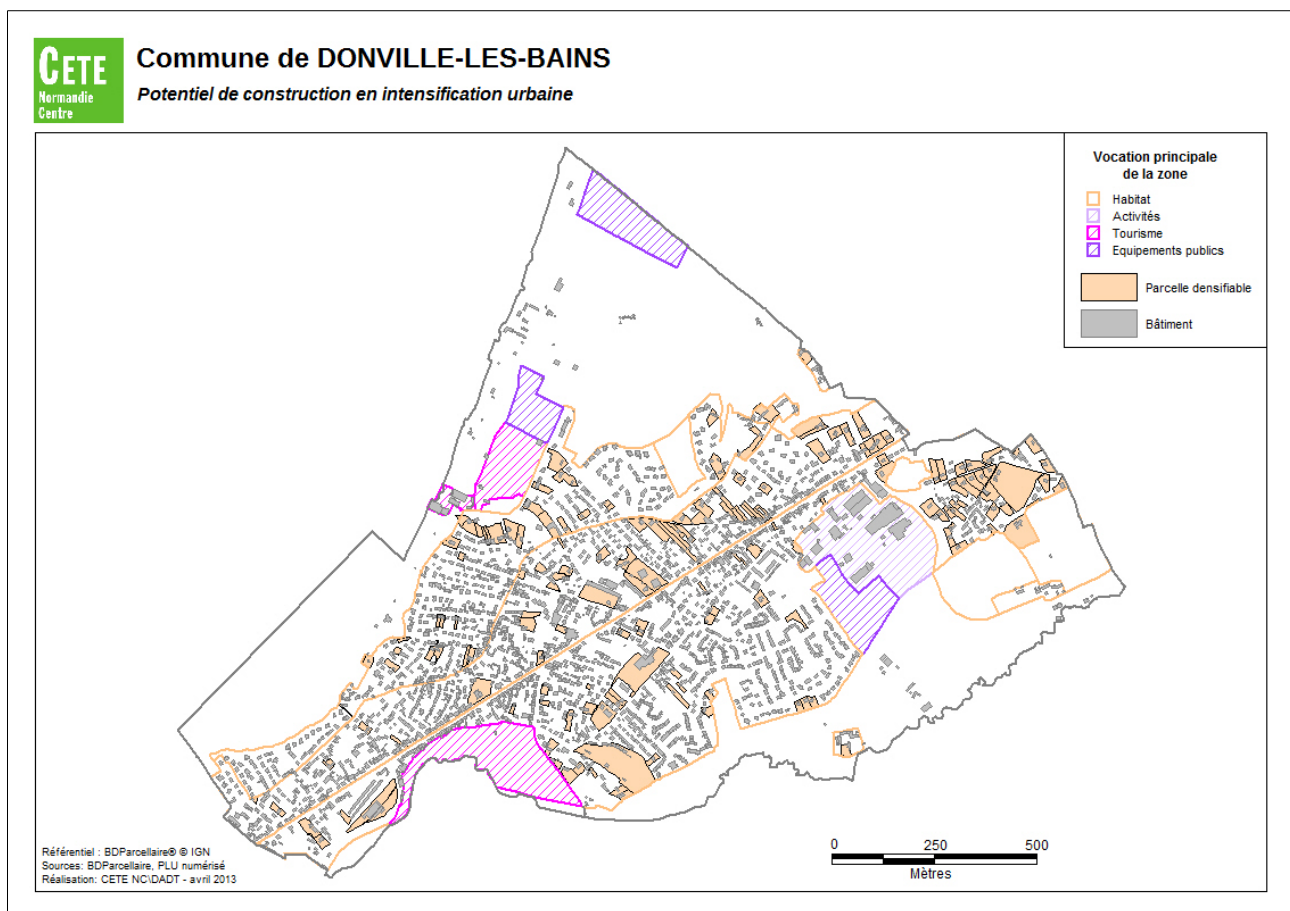 CETE
Normandie
Centre
Commune de DONVILLE-LES-BAINS
Potentiel de construction en intensification urbaine
Vocation principale
de la zone
Habitat
Activités
Tourisme
Equipements publics
Parcelle densifiable
Bâtiment
Référentiel : BDParcellaire® © IGN
Sources: BDParcellaire, PLU numérisé
Réalisation: CETE NC\DADT - avril 2013
0 250 500
Mètres